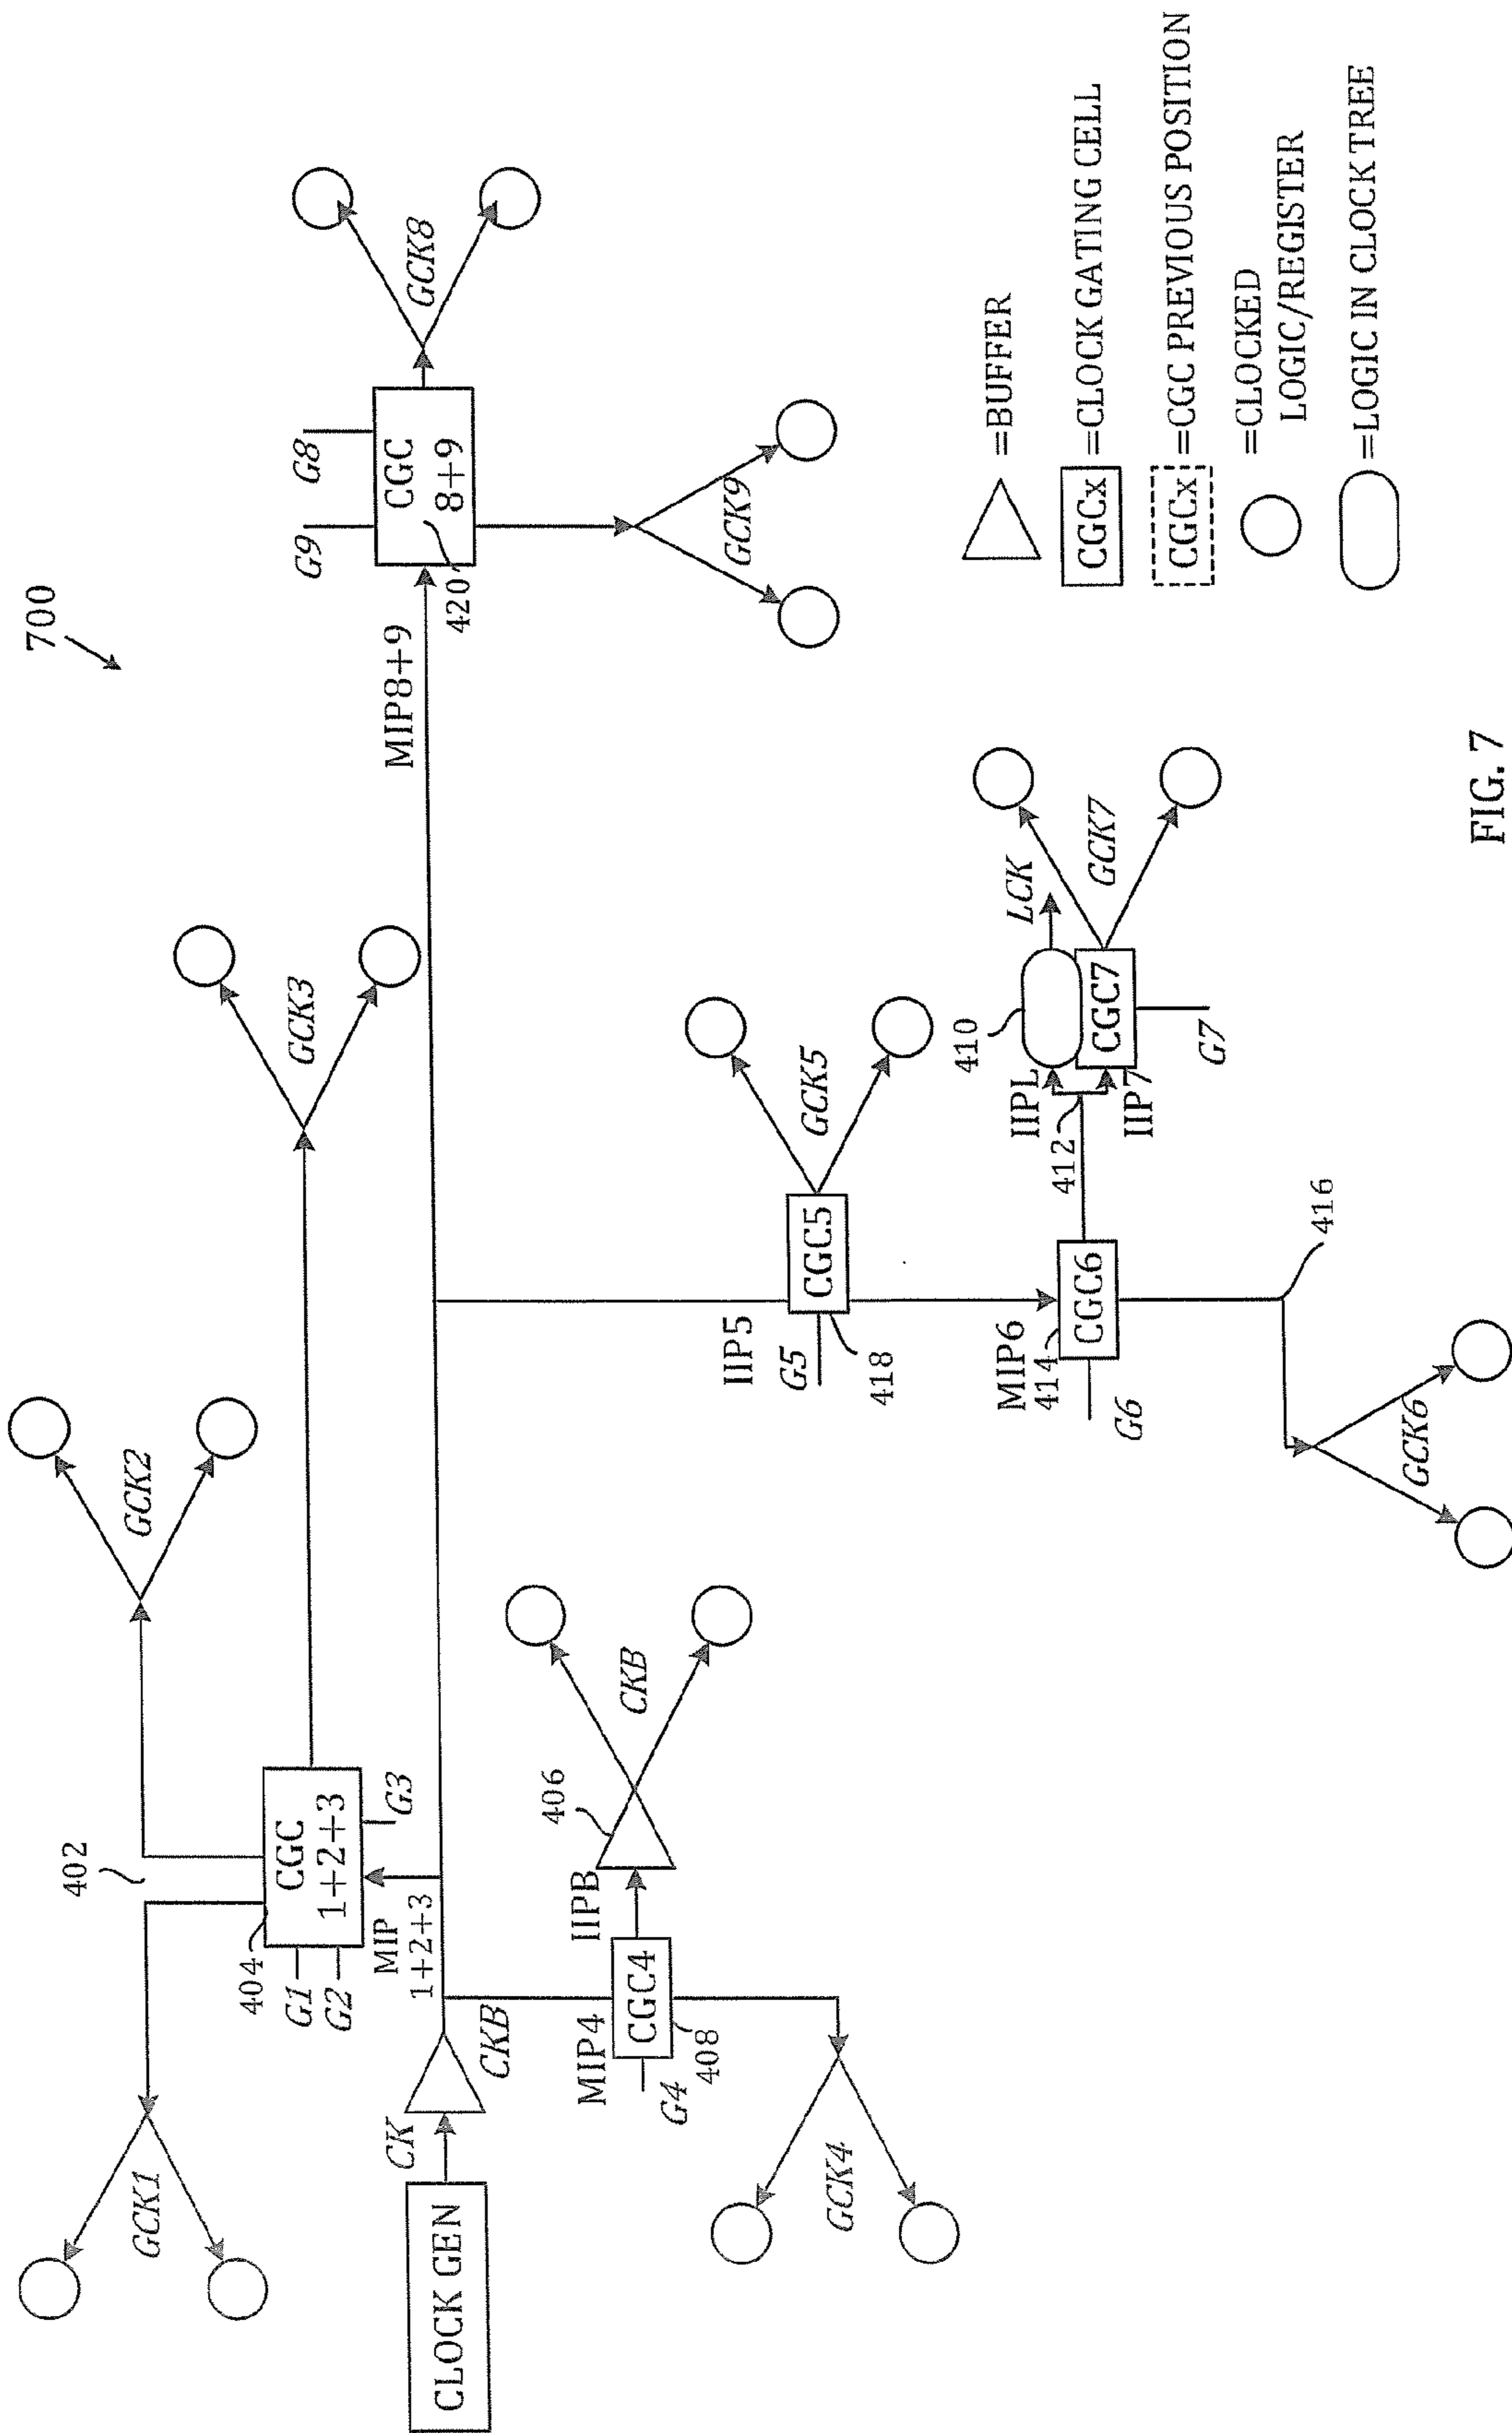 700
402
GCK1
404
G1
G2
CGC
1+2+3
G3
MIP
1+2+3
GCK2
GCK3
CLOCK GEN
CK
CKB
MIP4
G4
CGC4
408
GCK4
IIPB
406
CKB
MIP8+9
420
G9
G8
CGC
8+9
GCK8
GCK9
IIP5
G5
CGC5
418
GCK5
MIP6
414
G6
CGC6
416
GCK6
412
IIPL
IIP7
410
LCK
CGC7
G7
GCK7
=BUFFER
CGCx =CLOCK GATING CELL
CGCx =CGC PREVIOUS POSITION
=CLOCKED
LOGIC/REGISTER
=LOGIC IN CLOCK TREE
FIG. 7